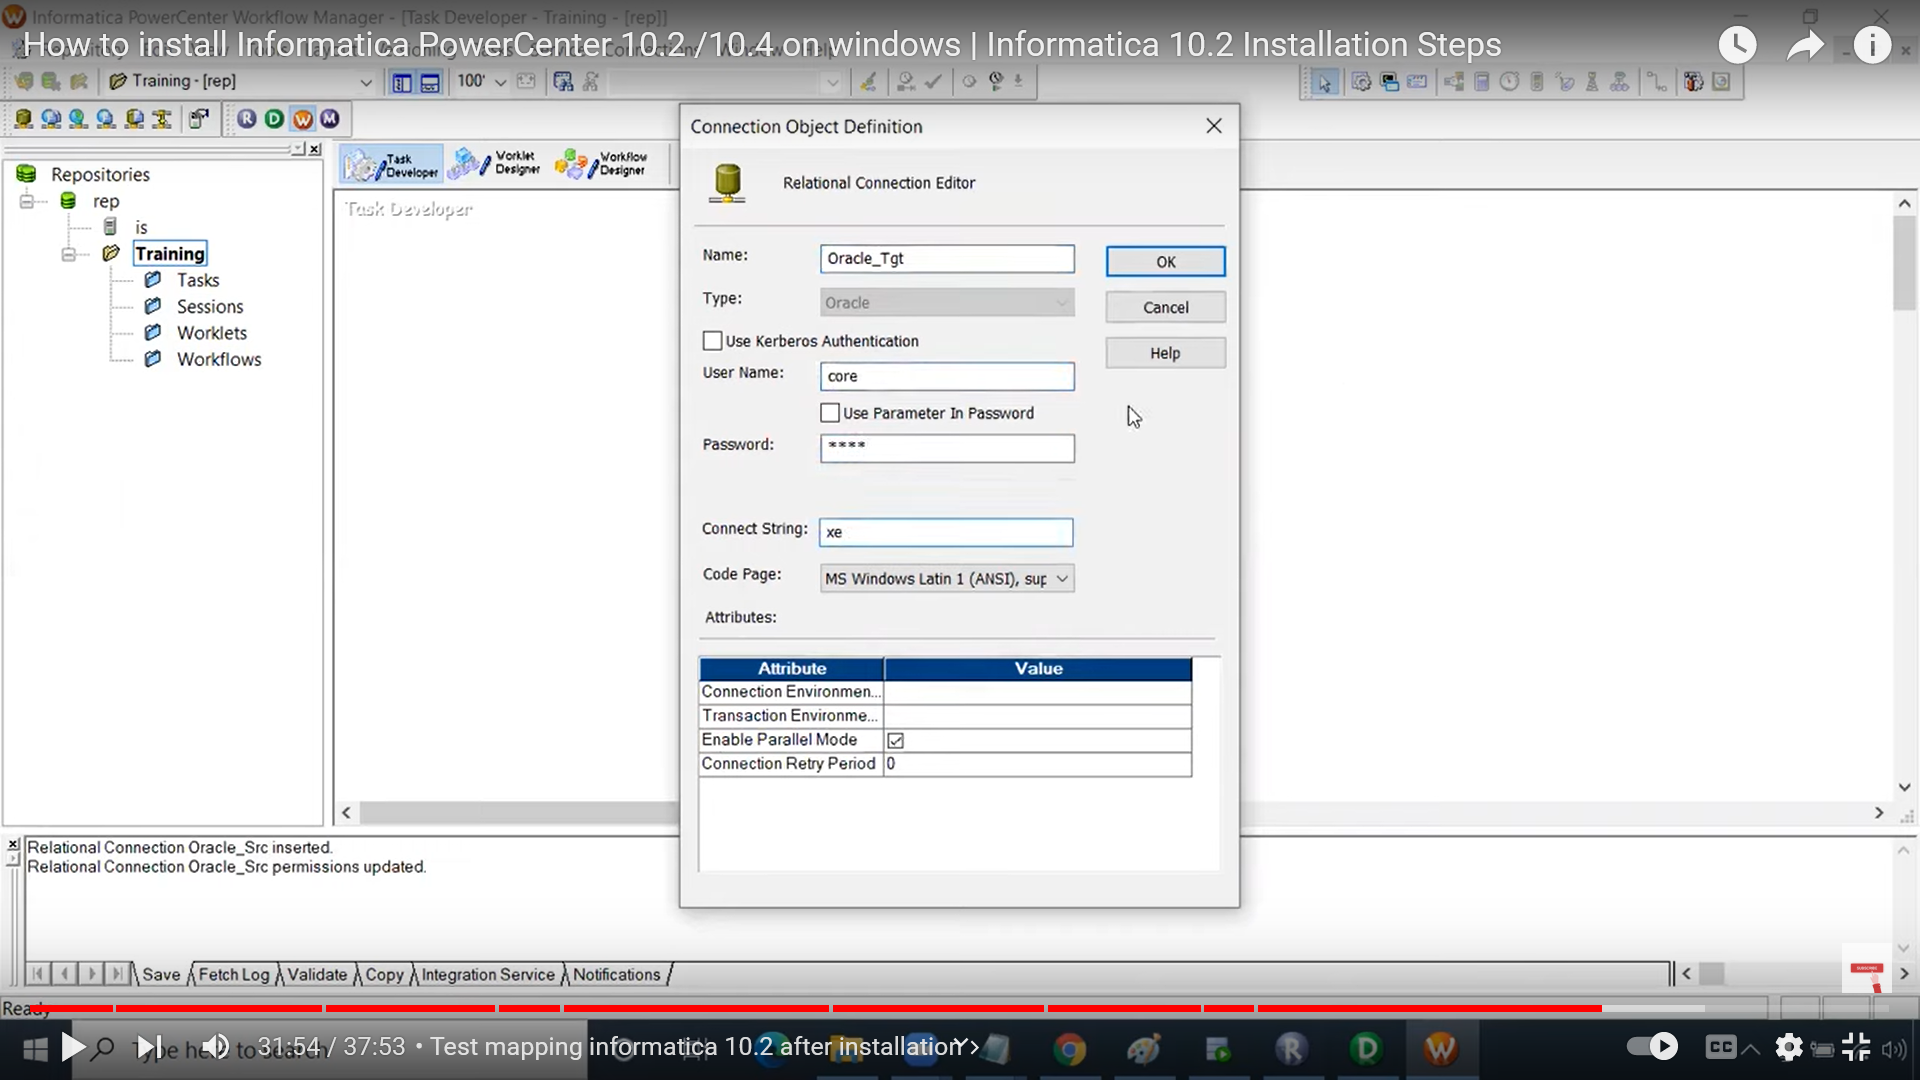 Informatica PowerCenter Workflow Manager - [Task Developer - Training - [rep]]
How to install Informatica PowerCenter 10.2 /10.4 on windows | Informatica 10.2 Installation Steps
Training - [rep]
100'
R D W M
Repositories
rep
is
Training
Tasks
Sessions
Worklets
Workflows
Task Developer
Worklet Designer
Workflow Designer
Task Developer
Connection Object Definition
Relational Connection Editor
Name:
Oracle_Tgt
OK
Type:
Oracle
Cancel
Use Kerberos Authentication
Help
User Name:
core
Use Parameter In Password
Password:
****
Connect String:
xe
Code Page:
MS Windows Latin 1 (ANSI), sup
Attributes:
Attribute Value
Connection Environmen...
Transaction Environme...
Enable Parallel Mode
Connection Retry Period 0
Relational Connection Oracle_Src inserted.
Relational Connection Oracle_Src permissions updated.
Save Fetch Log Validate Copy Integration Service Notifications
SUBSCRIBE
Ready
Type here to search
31:54 / 37:53 • Test mapping informatica 10.2 after installation
CC
R D W